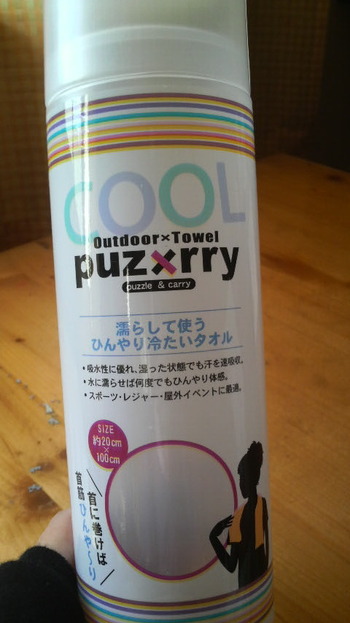 COOL
Outdoor×Towel
puz×rry
puzzle & carry
濡らして使う
ひんやり冷たいタオル
・吸水性に優れ、湿った状態でも汗を速吸収。
・水に濡らせば何度でもひんやり体感。
・スポーツ・レジャー・屋外イベントに最適。
SIZE
約20cm
×
100cm
首に巻けば
首筋ひんや〜り